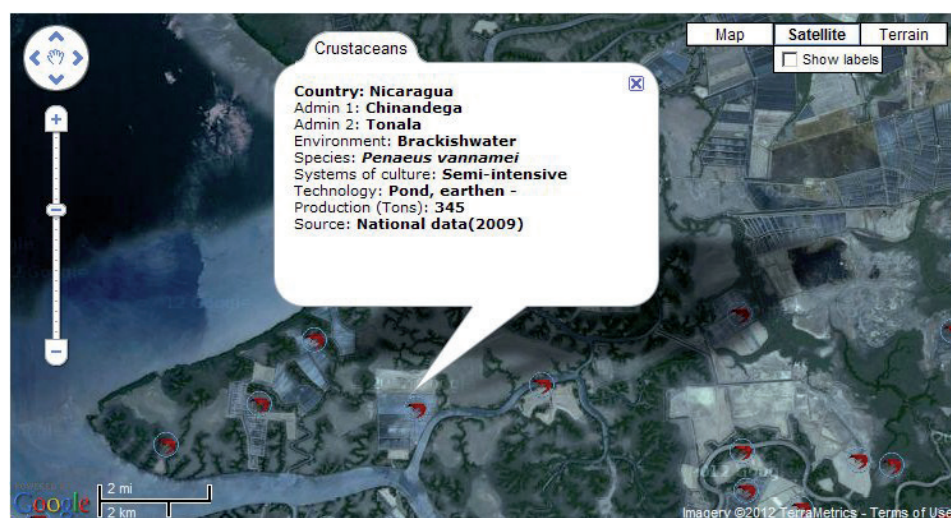 Map Satellite Terrain
Show labels
Crustaceans
Country: Nicaragua
Admin 1: Chinandega
Admin 2: Tonala
Environment: Brackishwater
Species: Penaeus vannamei
Systems of culture: Semi-intensive
Technology: Pond, earthen -
Production (Tons): 345
Source: National data(2009)
POWERED BY
Google
2 mi
2 km
Imagery ©2012 TerraMetrics - Terms of Use